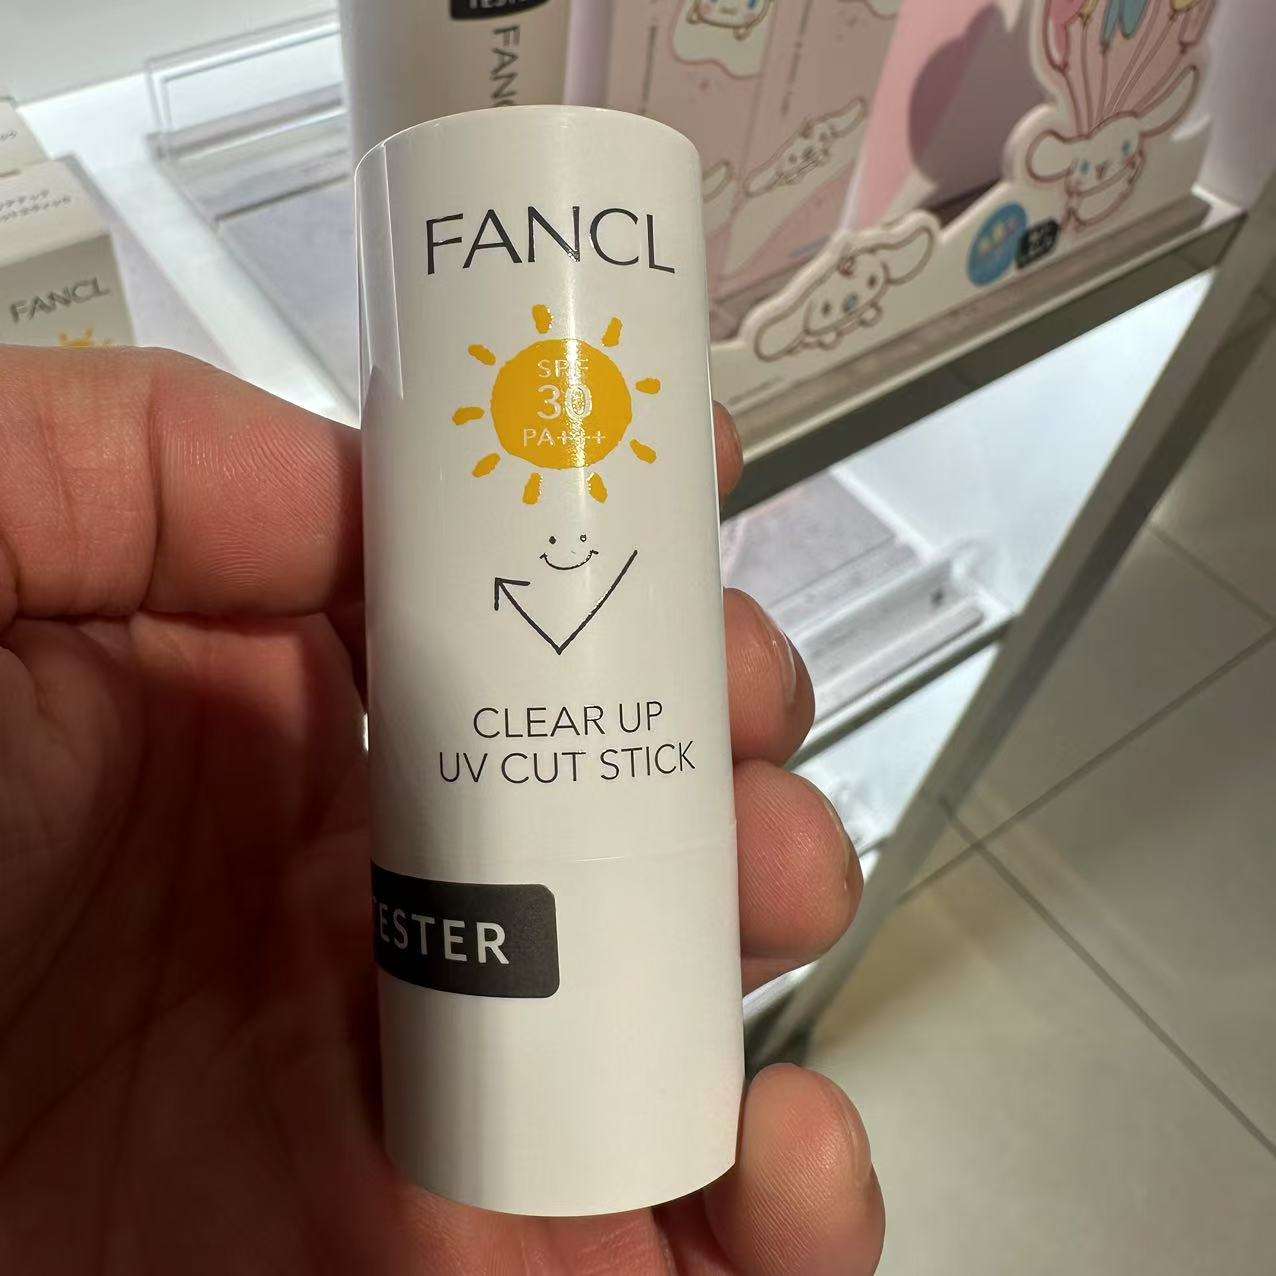 FANCL
SPF
30
PA+++
CLEAR UP
UV CUT STICK
TESTER
FANCL